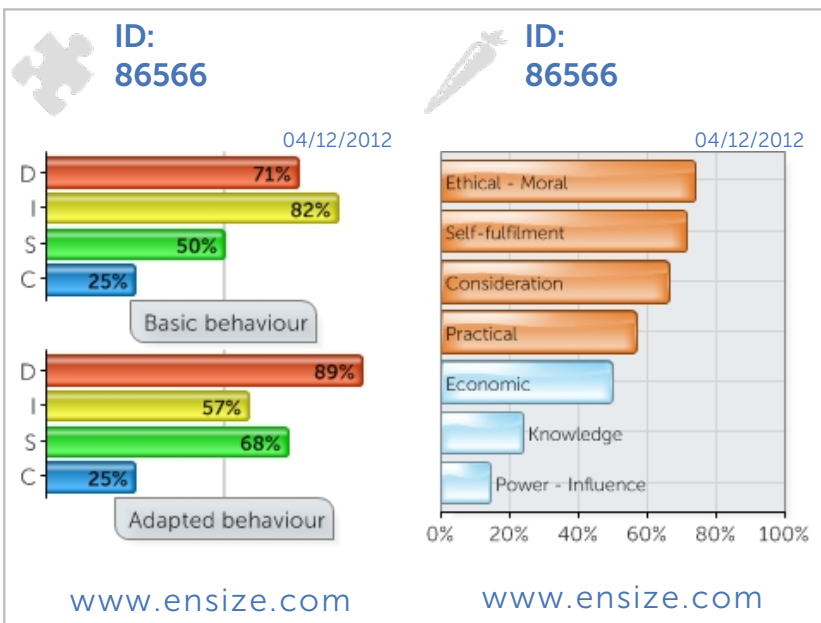 ID:
86566
04/12/2012
D 71%
I 82%
S 50%
C 25%
Basic behaviour
D 89%
I 57%
S 68%
C 25%
Adapted behaviour
www.ensize.com
ID:
86566
04/12/2012
Ethical - Moral
Self-fulfilment
Consideration
Practical
Economic
Knowledge
Power - Influence
0% 20% 40% 60% 80% 100%
www.ensize.com